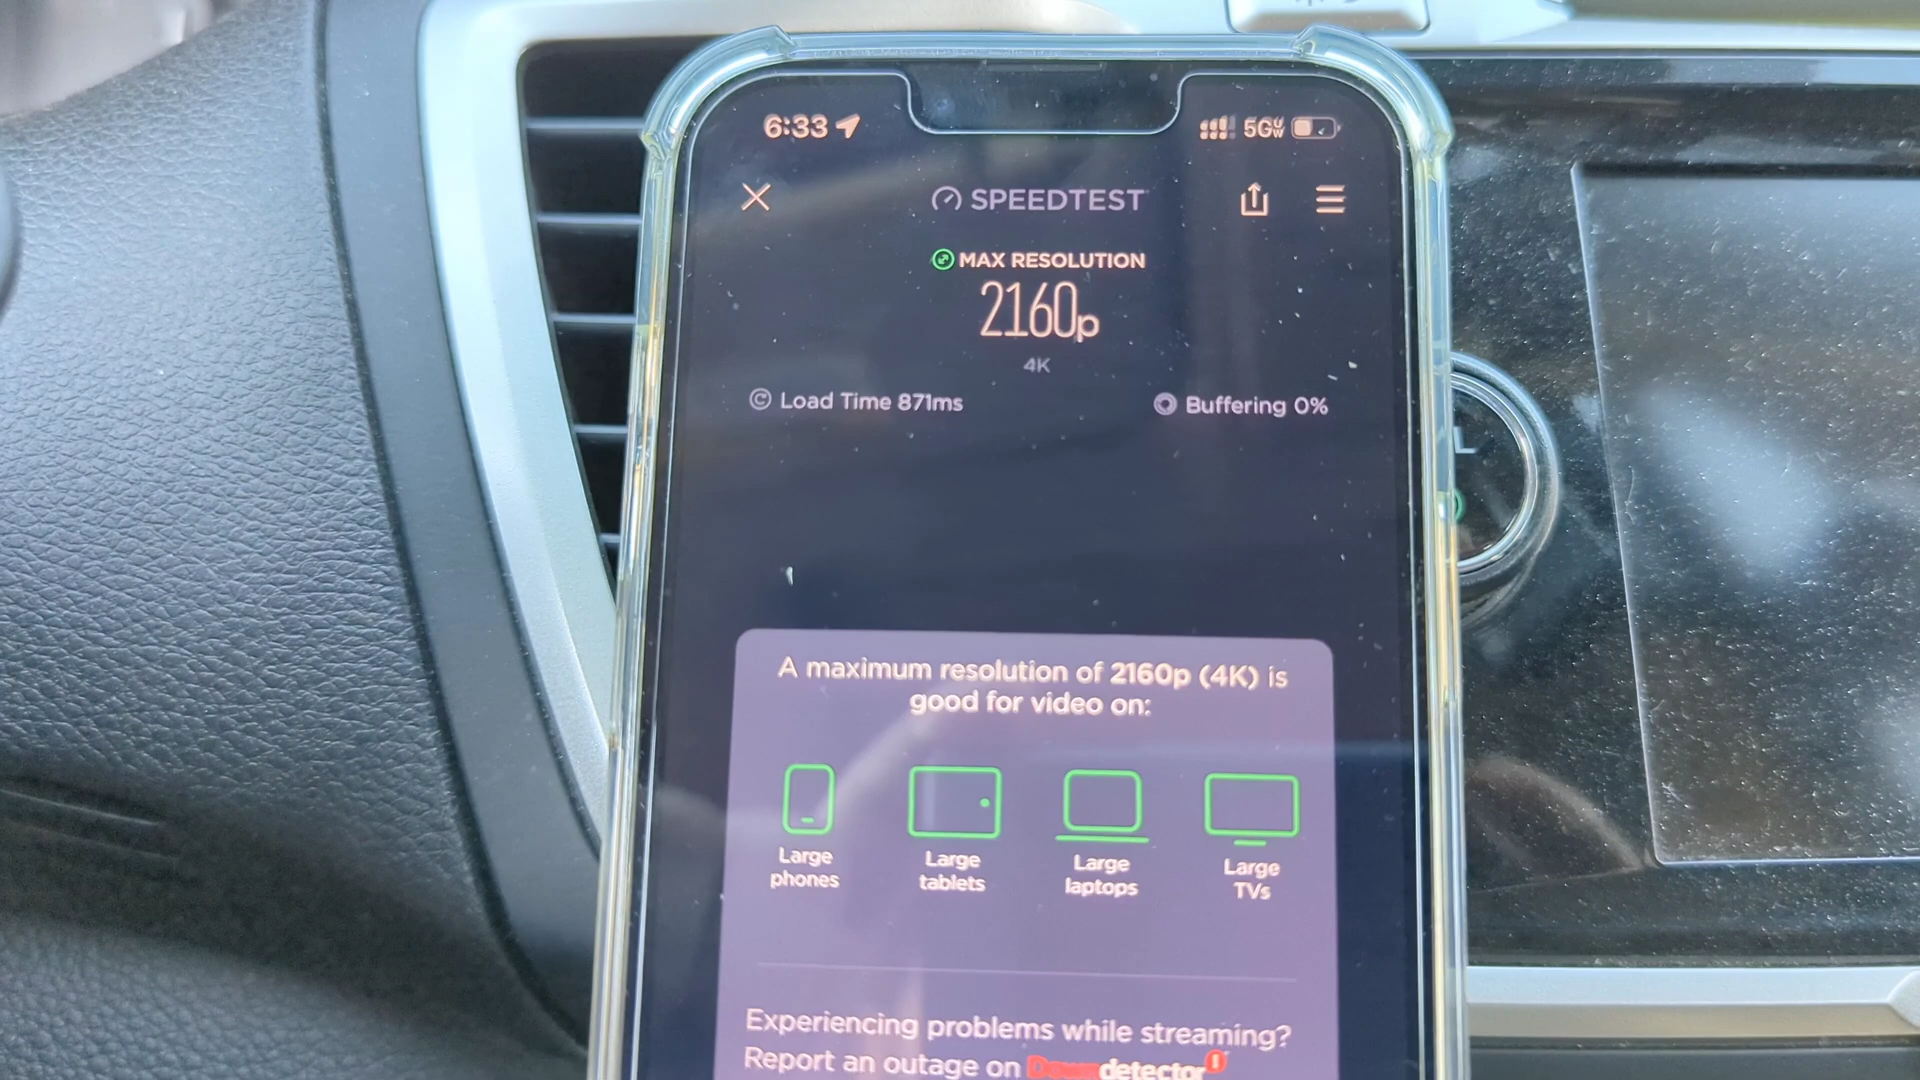 6:33 5G UW
SPEEDTEST
MAX RESOLUTION
2160p
4K
Load Time 871ms
Buffering 0%
L
A maximum resolution of 2160p (4K) is
good for video on:
Large
phones
Large
tablets
Large
laptops
Large
TVs
Experiencing problems while streaming?
Report an outage on Downdetector